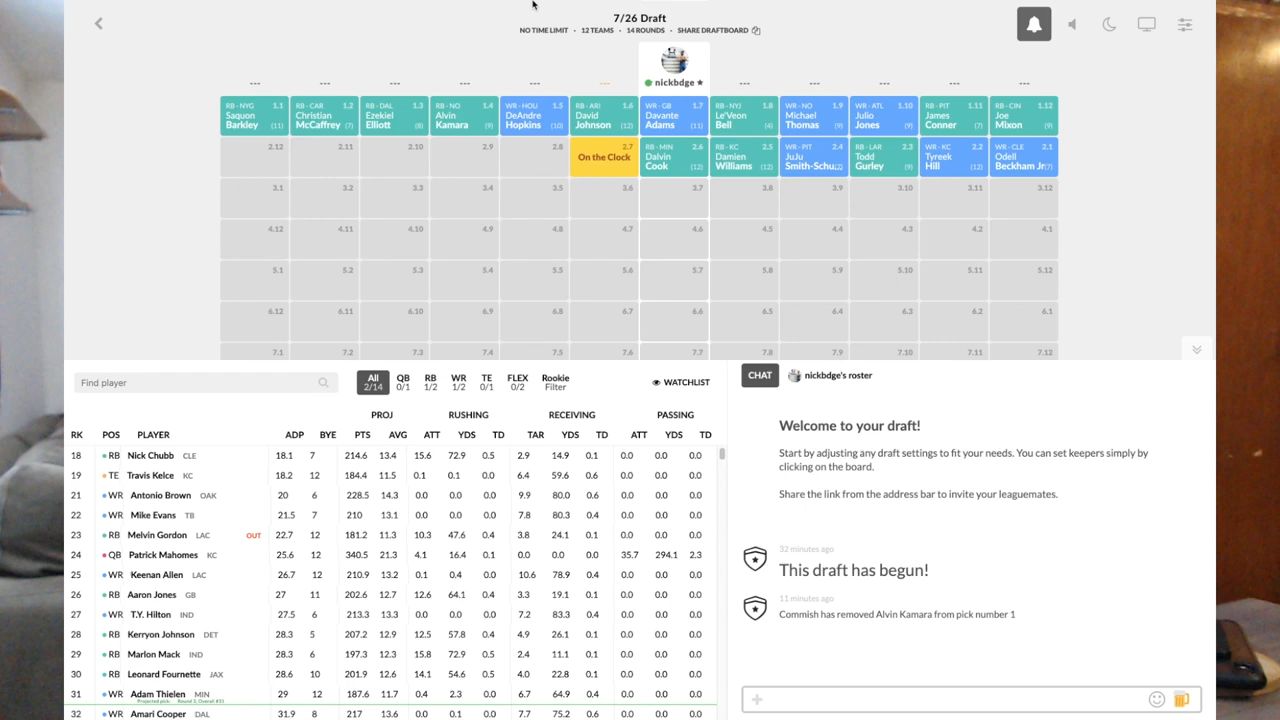 7/26 Draft
NO TIME LIMIT • 12 TEAMS • 14 ROUNDS • SHARE DRAFTBOARD
--- --- --- --- --- --- nickbdge ★ --- --- --- --- ---
RB - NYG 1.1 Saquon Barkley (11)
RB - CAR 1.2 Christian McCaffrey (7)
RB - DAL 1.3 Ezekiel Elliott (8)
RB - NO 1.4 Alvin Kamara (9)
WR - HOU 1.5 DeAndre Hopkins (10)
RB - ARI 1.6 David Johnson (12)
WR - GB 1.7 Davante Adams (11)
RB - NYJ 1.8 Le'Veon Bell (4)
WR - NO 1.9 Michael Thomas (9)
WR - ATL 1.10 Julio Jones (9)
RB - PIT 1.11 James Conner (7)
RB - CIN 1.12 Joe Mixon (9)
2.12 2.11 2.10 2.9 2.8
2.7 On the Clock
RB - MIN 2.6 Dalvin Cook (12)
RB - KC 2.5 Damien Williams (12)
WR - PIT 2.4 JuJu Smith-Schu..
RB - LAR 2.3 Todd Gurley (9)
WR - KC 2.2 Tyreek Hill (12)
WR - CLE 2.1 Odell Beckham Jr (7)
3.1 3.2 3.3 3.4 3.5 3.6 3.7 3.8 3.9 3.10 3.11 3.12
4.12 4.11 4.10 4.9 4.8 4.7 4.6 4.5 4.4 4.3 4.2 4.1
5.1 5.2 5.3 5.4 5.5 5.6 5.7 5.8 5.9 5.10 5.11 5.12
6.12 6.11 6.10 6.9 6.8 6.7 6.6 6.5 6.4 6.3 6.2 6.1
7.1 7.2 7.3 7.4 7.5 7.6 7.7 7.8 7.9 7.10 7.11 7.12
Find player
All 2/14 QB 0/1 RB 1/2 WR 1/2 TE 0/1 FLEX 0/2 Rookie Filter
WATCHLIST
PROJ RUSHING RECEIVING PASSING
RK POS PLAYER ADP BYE PTS AVG ATT YDS TD TAR YDS TD ATT YDS TD
18 RB Nick Chubb CLE 18.1 7 214.6 13.4 15.6 72.9 0.5 2.9 14.9 0.1 0.0 0.0 0.0
19 TE Travis Kelce KC 18.2 12 184.4 11.5 0.1 0.1 0.0 6.4 59.6 0.6 0.0 0.0 0.0
21 WR Antonio Brown OAK 20 6 228.5 14.3 0.0 0.0 0.0 9.9 80.0 0.6 0.0 0.0 0.0
22 WR Mike Evans TB 21.5 7 210 13.1 0.0 0.0 0.0 7.8 80.3 0.4 0.0 0.0 0.0
23 RB Melvin Gordon LAC OUT 22.7 12 181.2 11.3 10.3 47.6 0.4 3.8 24.1 0.1 0.0 0.0 0.0
24 QB Patrick Mahomes KC 25.6 12 340.5 21.3 4.1 16.4 0.1 0.0 0.0 0.0 35.7 294.1 2.3
25 WR Keenan Allen LAC 26.7 12 210.9 13.2 0.1 0.4 0.0 10.6 78.9 0.4 0.0 0.0 0.0
26 RB Aaron Jones GB 27 11 202.6 12.7 12.6 64.1 0.4 3.3 19.1 0.1 0.0 0.0 0.0
27 WR T.Y. Hilton IND 27.5 6 213.3 13.3 0.0 0.0 0.0 7.2 83.3 0.4 0.0 0.0 0.0
28 RB Kerryon Johnson DET 28.3 5 207.2 12.9 12.5 57.8 0.4 4.9 26.1 0.1 0.0 0.0 0.0
29 RB Marlon Mack IND 28.3 6 197.3 12.3 15.8 72.9 0.5 2.4 11.1 0.1 0.0 0.0 0.0
30 RB Leonard Fournette JAX 28.6 10 201.9 12.6 14.1 54.6 0.5 4.0 22.8 0.1 0.0 0.0 0.0
31 WR Adam Thielen MIN 29 12 187.6 11.7 0.4 2.3 0.0 6.7 64.9 0.4 0.0 0.0 0.0
32 WR Amari Cooper DAL 31.9 8 217 13.6 0.0 0.1 0.0 7.7 75.2 0.6 0.0 0.0 0.0
CHAT nickbdge's roster
Welcome to your draft!
Start by adjusting any draft settings to fit your needs. You can set keepers simply by
clicking on the board.
Share the link from the address bar to invite your leaguemates.
32 minutes ago
This draft has begun!
11 minutes ago
Commish has removed Alvin Kamara from pick number 1